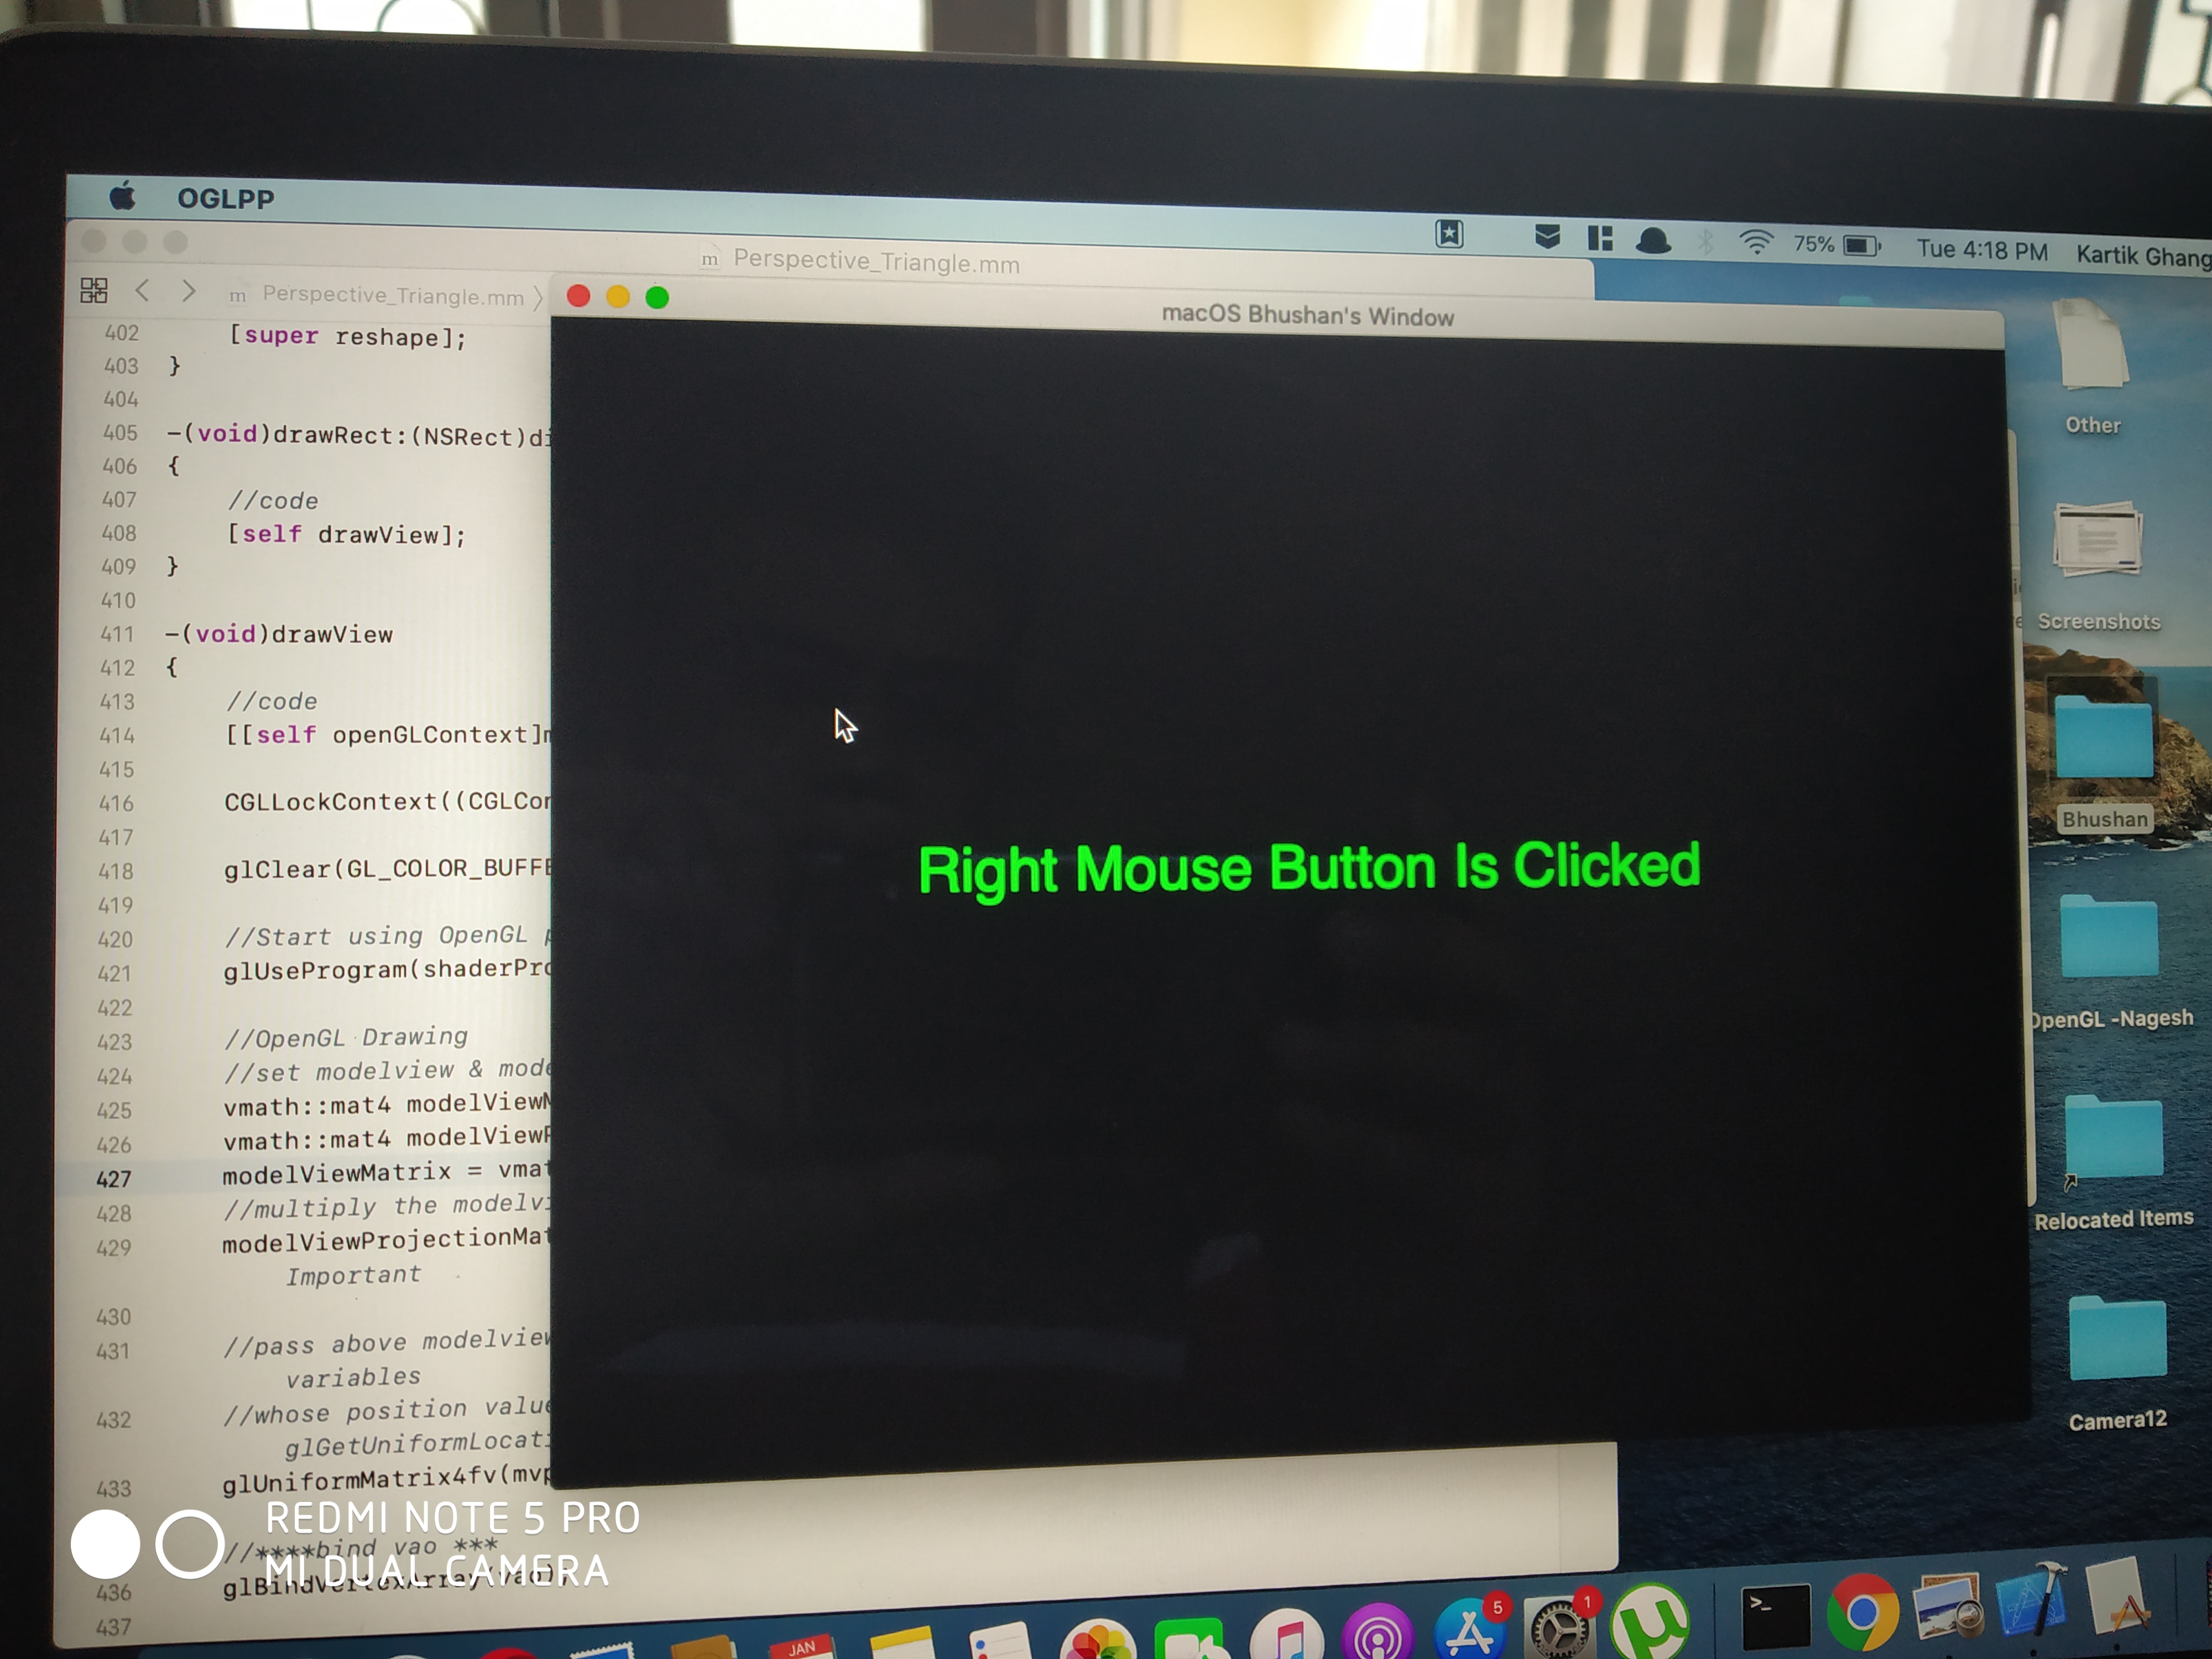 OGLPP
75%
Tue 4:18 PM
Kartik Ghang
m Perspective_Triangle.mm
m Perspective_Triangle.mm
402 [super reshape];
403 }
404
405 -(void)drawRect:(NSRect)di
406 {
407 //code
408 [self drawView];
409 }
410
411 -(void)drawView
412 {
413 //code
414 [[self openGLContext]m
415
416 CGLLockContext((CGLCon
417
418 glClear(GL_COLOR_BUFFE
419
420 //Start using OpenGL p
421 glUseProgram(shaderPro
422
423 //OpenGL Drawing
424 //set modelview & mode
425 vmath::mat4 modelViewM
426 vmath::mat4 modelViewP
427 modelViewMatrix = vmat
428 //multiply the modelvi
429 modelViewProjectionMat
Important
430
431 //pass above modelview
variables
432 //whose position value
glGetUniformLocati
433 glUniformMatrix4fv(mvp
//****bind vao ***
436 glBindVertexArray(vao);
437
macOS Bhushan's Window
Right Mouse Button Is Clicked
Other
Screenshots
Bhushan
OpenGL -Nagesh
Relocated Items
Camera12
REDMI NOTE 5 PRO
MI DUAL CAMERA
JAN
5
1
>_